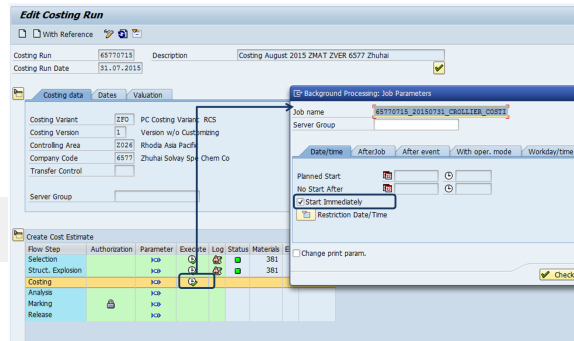 Edit Costing Run
With Reference
Costing Run 65770715 Description Costing August 2015 ZMAT ZVER 6577 Zhuhai
Costing Run Date 31.07.2015
Costing data Dates Valuation
Costing Variant ZFG PC Costing Variant RCS
Costing Version 1 Version w/o Customizing
Controlling Area Z026 Rhodia Asia Pacific
Company Code 6577 Zhuhai Solvay Spe Chem Co
Transfer Control
Server Group
Create Cost Estimate
Flow Step Authorization Parameter Execute Log Status Materials E
Selection 381
Struct. Explosion 381
Costing
Analysis
Marking
Release
Background Processing: Job Parameters
Job name 65770715_20150731_CROLLIER_COSTI
Server Group
Date/time AfterJob After event With oper. mode Workday/time
Planned Start
No Start After
Start Immediately
Restriction Date/Time
Change print param.
Check